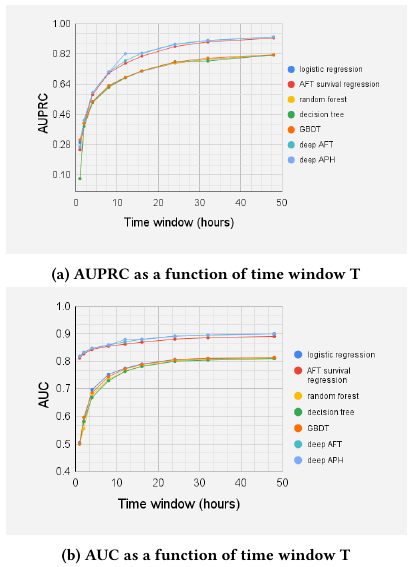 1.00
0.82
0.64
0.46
0.28
0.10
AUPRC
0 10 20 30 40 50
Time window (hours)
logistic regression
AFT survival regression
random forest
decision tree
GBDT
deep AFT
deep APH
(a) AUPRC as a function of time window T
1.0
0.9
0.8
0.7
0.6
0.5
0.4
AUC
0 10 20 30 40 50
Time window (hours)
logistic regression
AFT survival
regression
random forest
decision tree
GBDT
deep AFT
deep APH
(b) AUC as a function of time window T